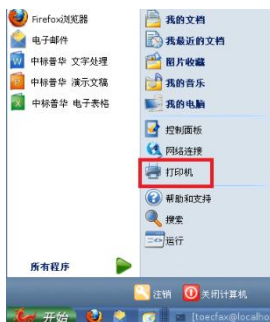 Firefox浏览器
电子邮件
中标普华 文字处理
中标普华 演示文稿
中标普华 电子表格
所有程序
我的文档
我最近的文档
图片收藏
我的音乐
我的电脑
控制面板
网络连接
打印机
帮助和支持
搜索
运行
注销
关闭计算机
开始
[toecfax@localho